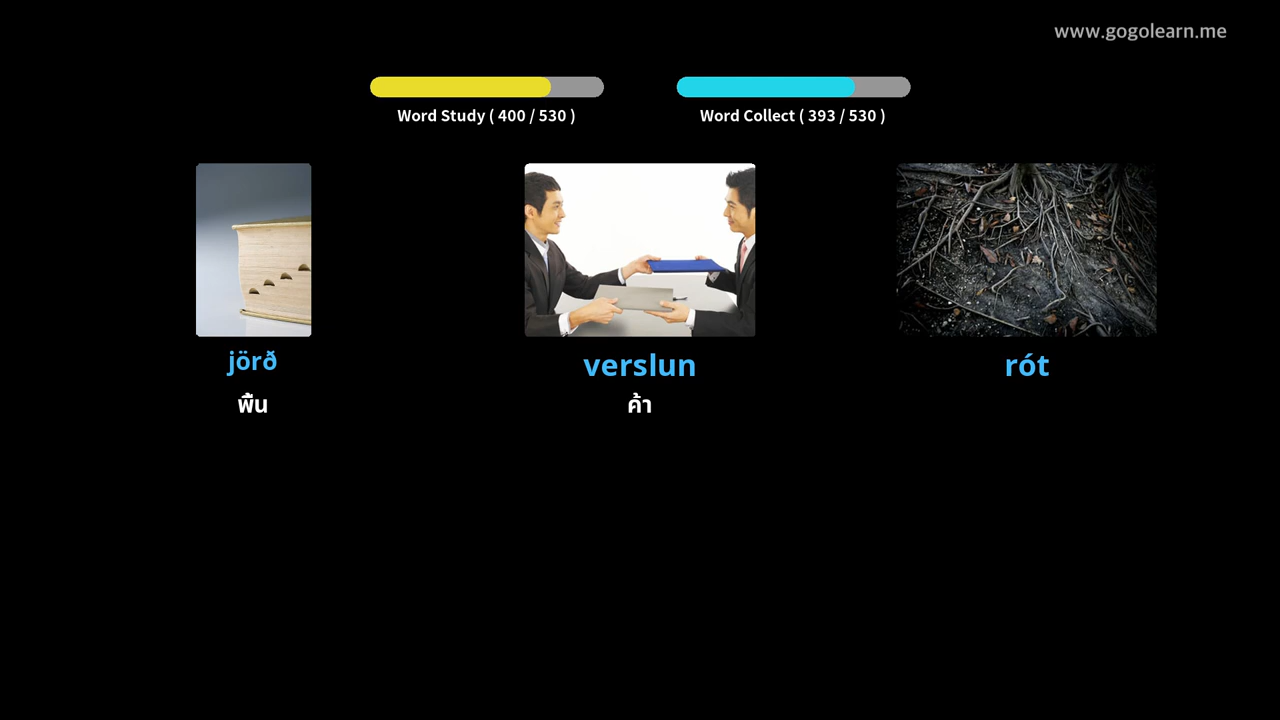 www.gogolearn.me
Word Study ( 400 / 530 )
Word Collect ( 393 / 530 )
jörð
verslun
rót
พื้น
ค้า